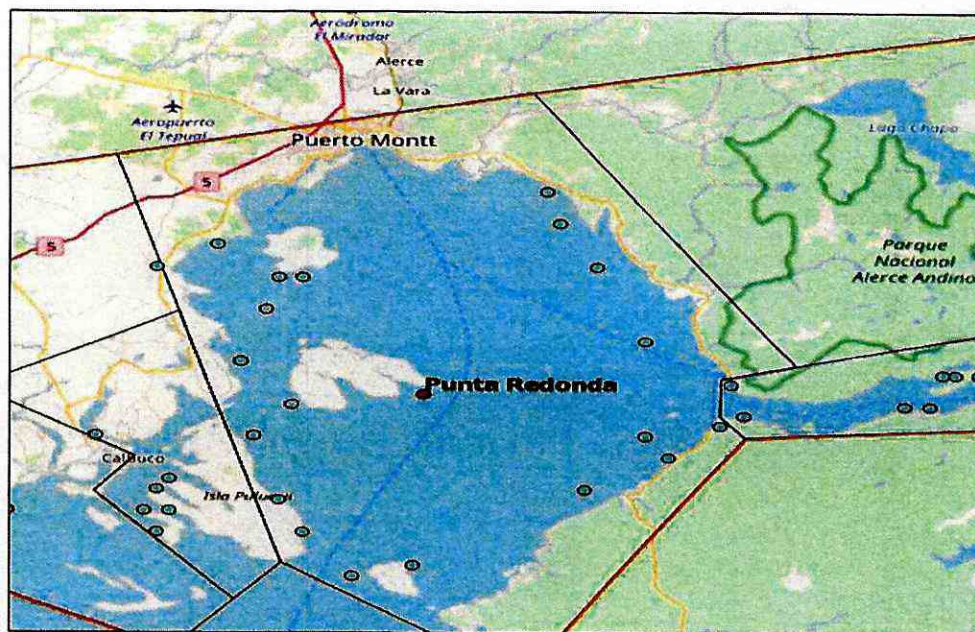 Aeródromo
El Mirador
Alerce
La Vara
Aeropuerto
El Tepual
Puerto Montt
Lago Chapo
5
5
Parque
Nacional
Alerce Andino
Punta Redonda
Calbuco
Isla Puluqui